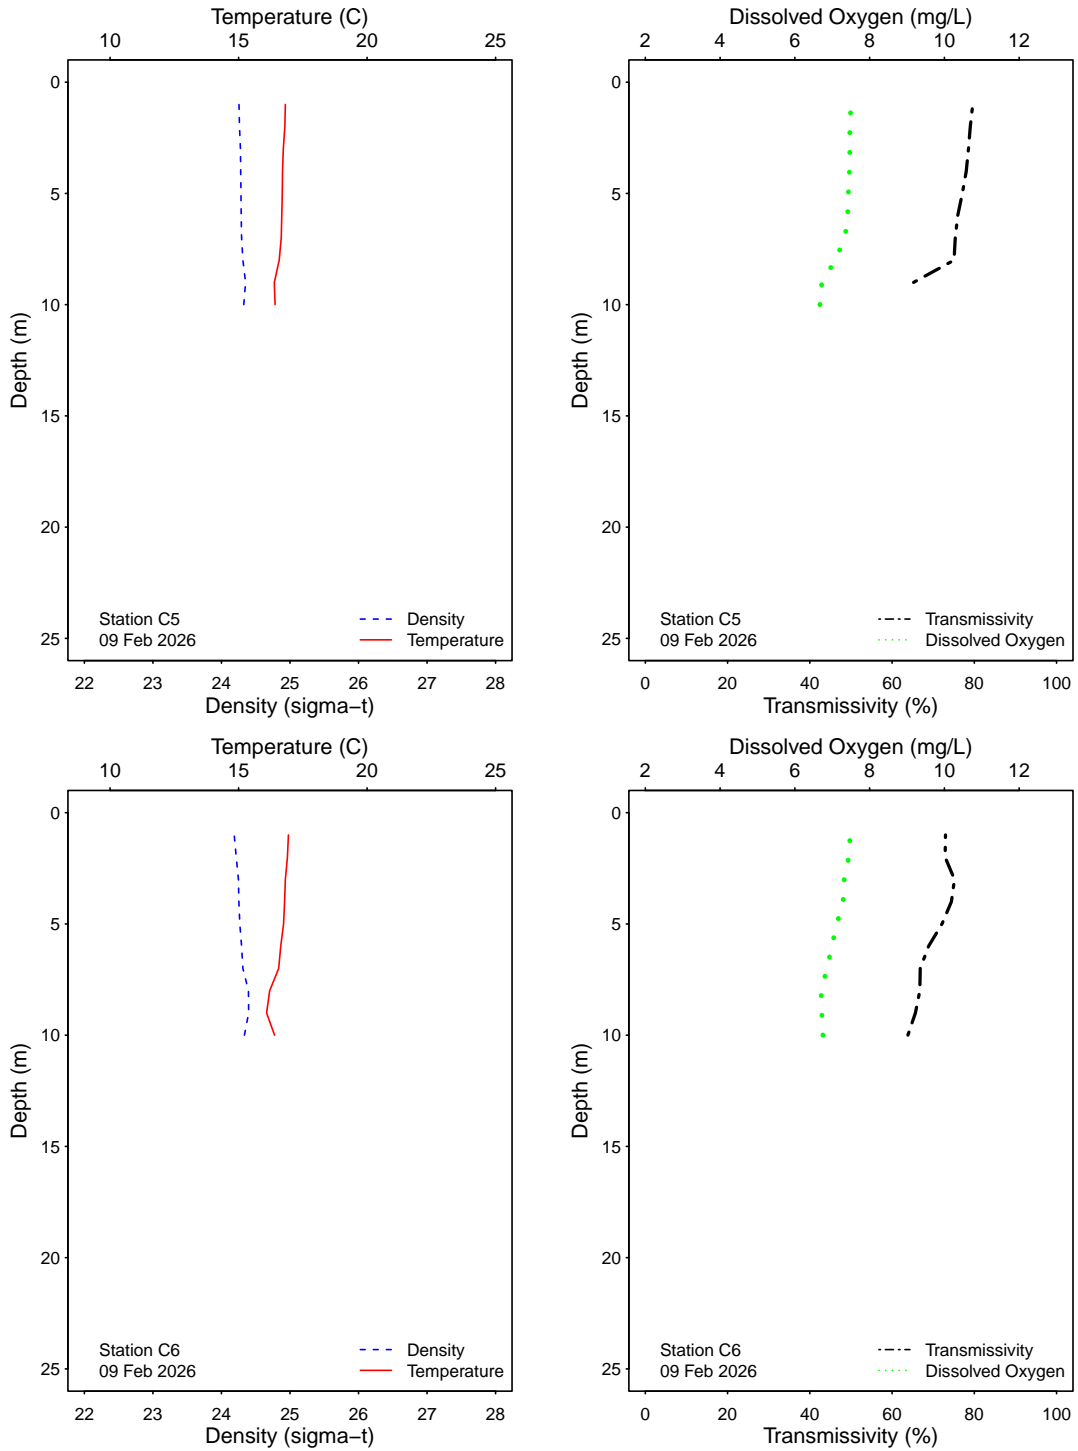 Temperature (C)
10 15 20 25
0
5
10
15
20
25
Depth (m)
Station C5
09 Feb 2026
Density
Temperature
22 23 24 25 26 27 28
Density (sigma−t)
Dissolved Oxygen (mg/L)
2 4 6 8 10 12
0
5
10
15
20
25
Depth (m)
Station C5
09 Feb 2026
Transmissivity
Dissolved Oxygen
0 20 40 60 80 100
Transmissivity (%)
Temperature (C)
10 15 20 25
0
5
10
15
20
25
Depth (m)
Station C6
09 Feb 2026
Density
Temperature
22 23 24 25 26 27 28
Density (sigma−t)
Dissolved Oxygen (mg/L)
2 4 6 8 10 12
0
5
10
15
20
25
Depth (m)
Station C6
09 Feb 2026
Transmissivity
Dissolved Oxygen
0 20 40 60 80 100
Transmissivity (%)